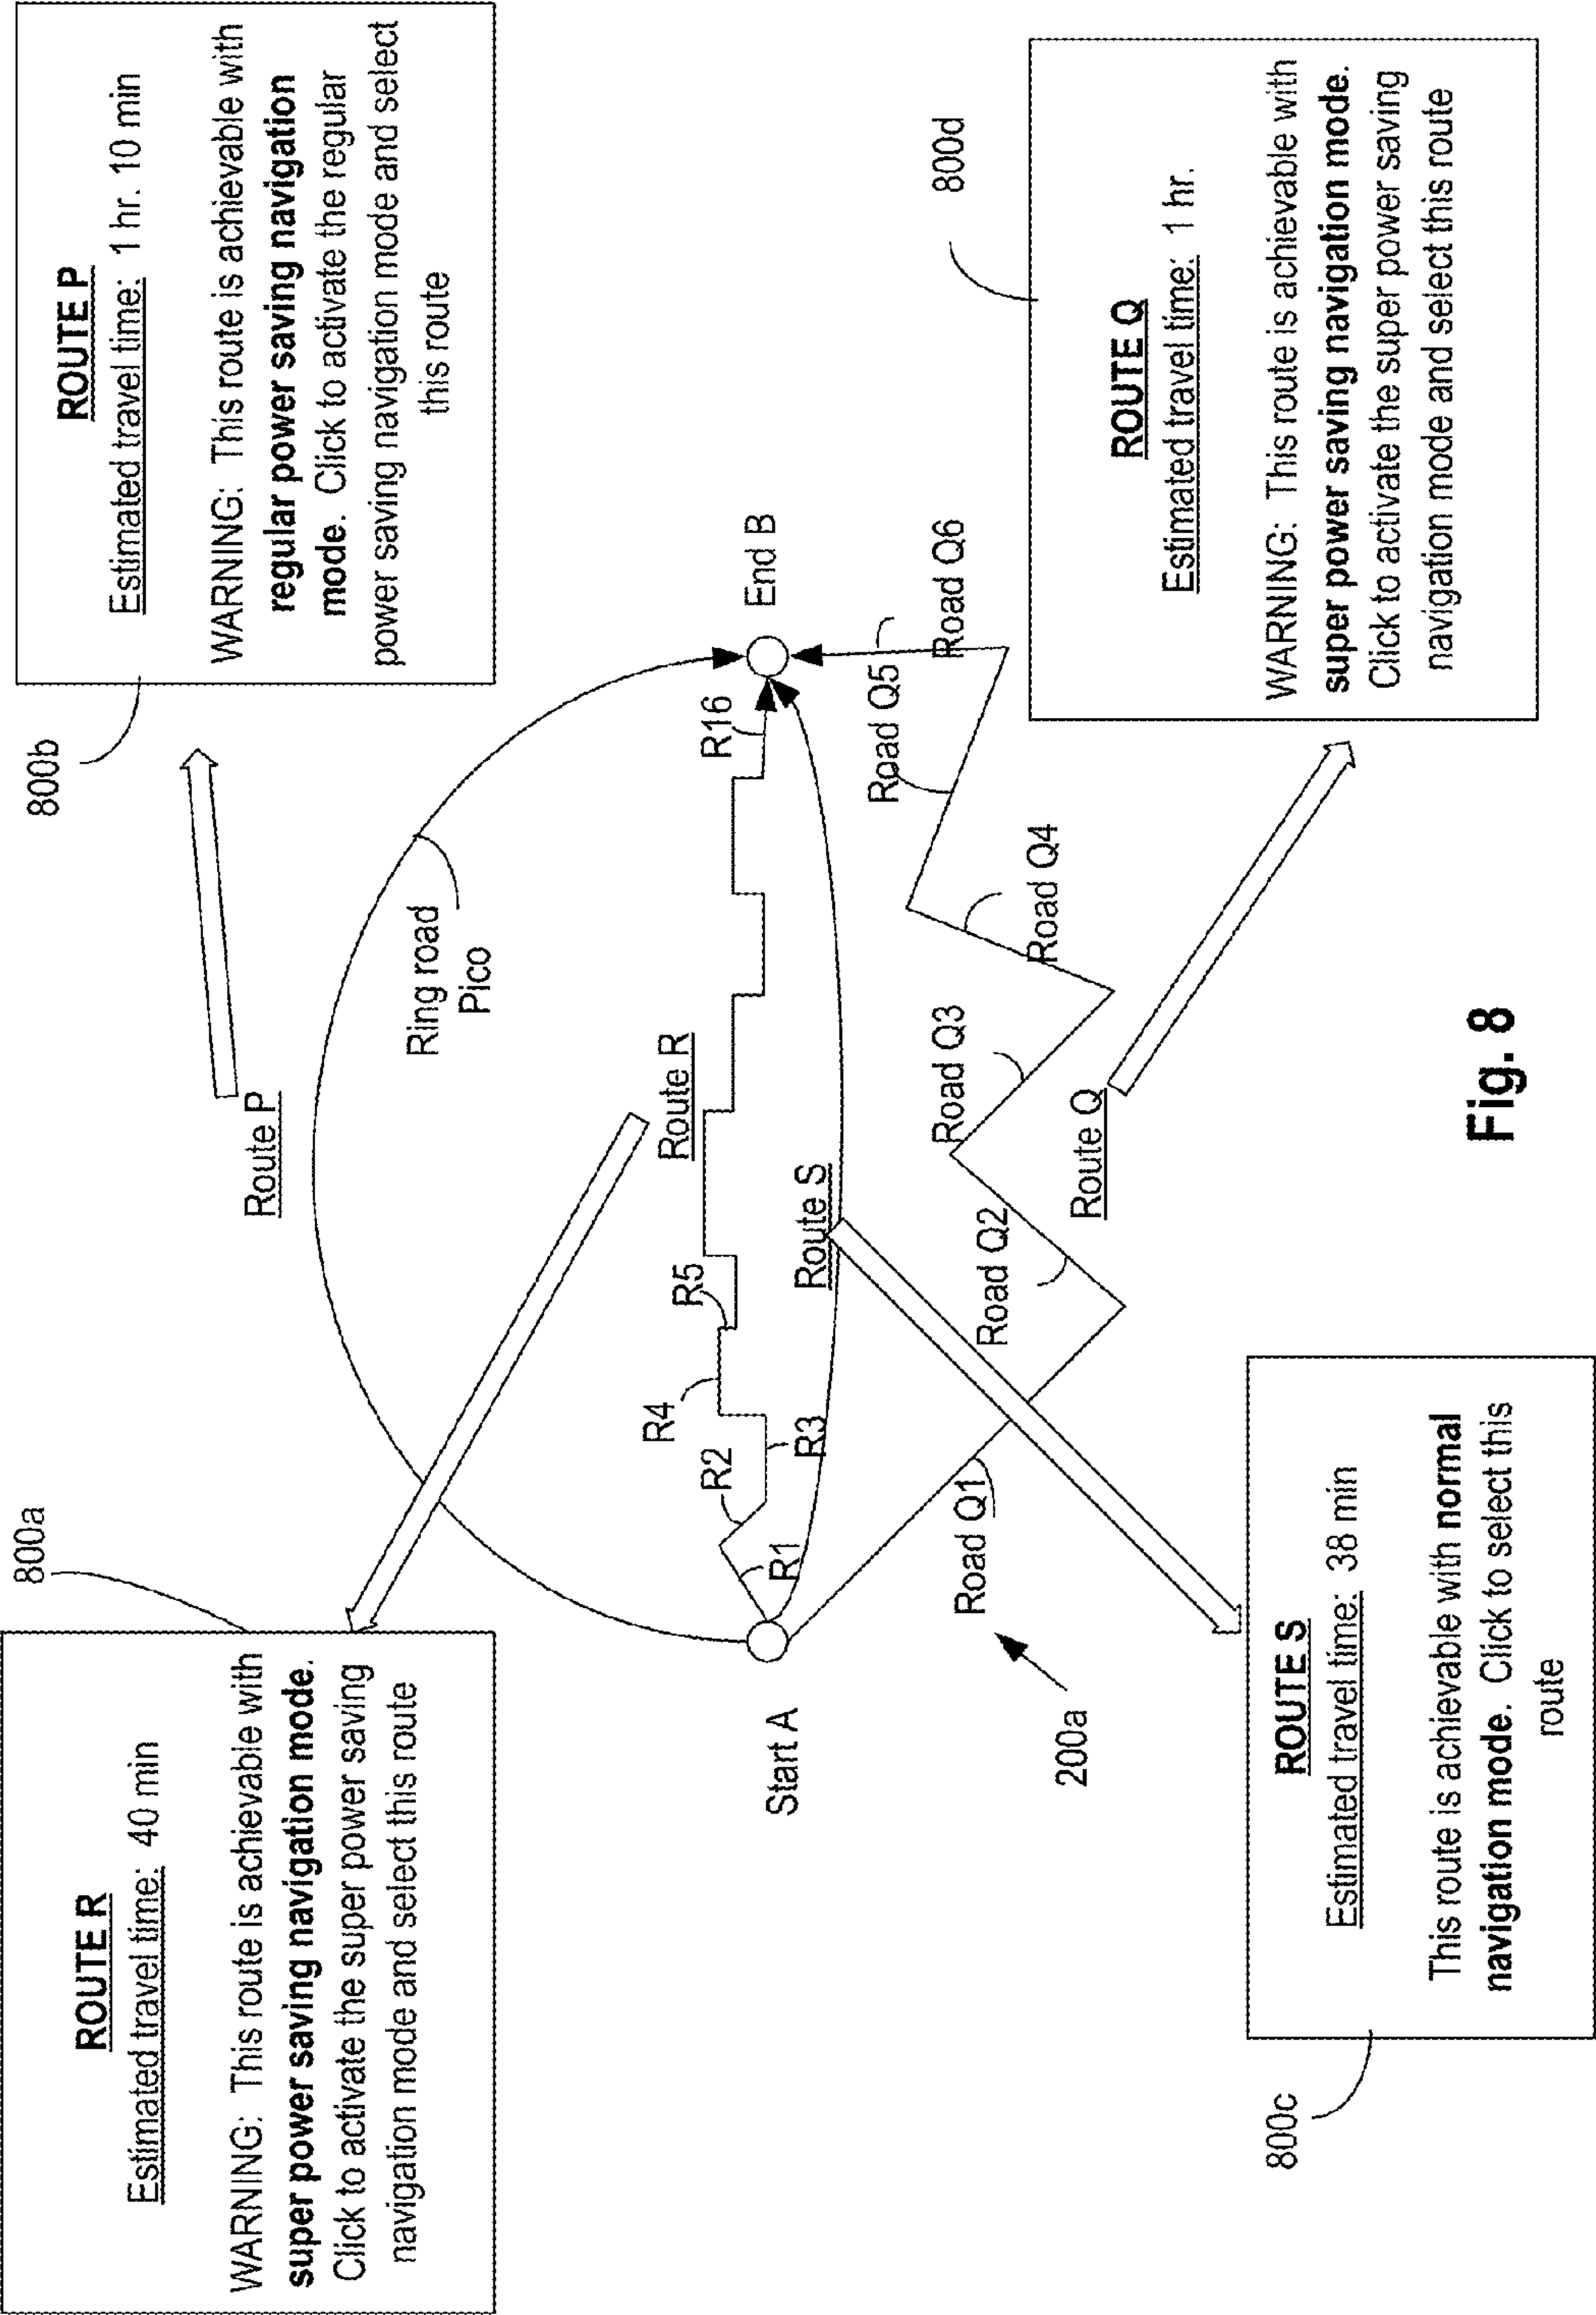 800a
ROUTE R
Estimated travel time: 40 min
WARNING: This route is achievable with
super power saving navigation mode.
Click to activate the super power saving
navigation mode and select this route
800b
ROUTE P
Estimated travel time: 1 hr. 10 min
WARNING: This route is achievable with
regular power saving navigation
mode. Click to activate the regular
power saving navigation mode and select
this route
Route P
Ring road
Pico
Route R
R1
R2
R3
R4
R5
R16
Start A
End B
Route S
200a
Road Q1
Road Q2
Road Q3
Road Q4
Road Q5
Road Q6
Route Q
800c
ROUTE S
Estimated travel time: 38 min
This route is achievable with normal
navigation mode. Click to select this
route
800d
ROUTE Q
Estimated travel time: 1 hr.
WARNING: This route is achievable with
super power saving navigation mode.
Click to activate the super power saving
navigation mode and select this route
Fig. 8